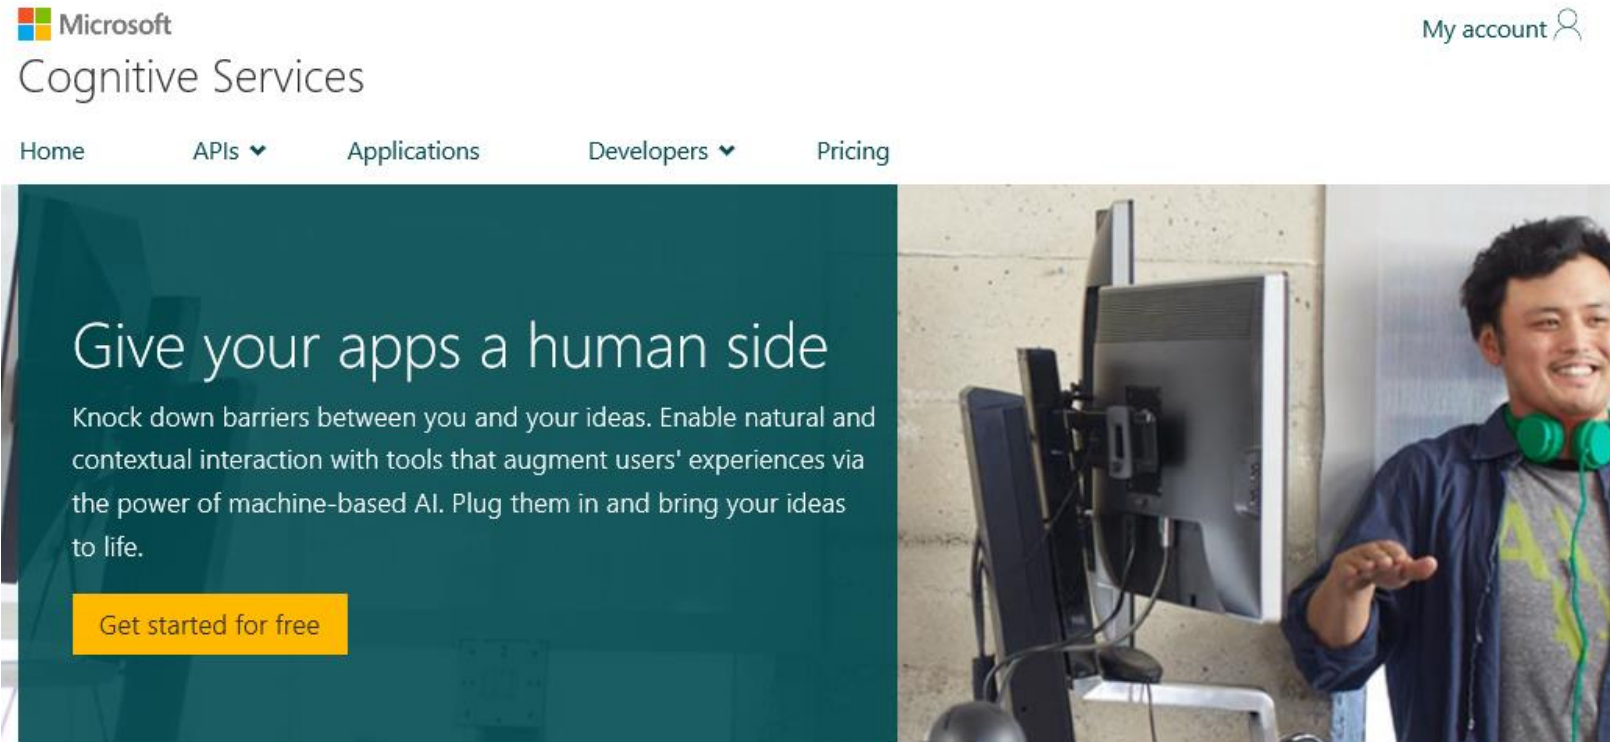 Microsoft
My account
Cognitive Services
Home APIs Applications Developers Pricing
Give your apps a human side
Knock down barriers between you and your ideas. Enable natural and
contextual interaction with tools that augment users' experiences via
the power of machine-based AI. Plug them in and bring your ideas
to life.
Get started for free